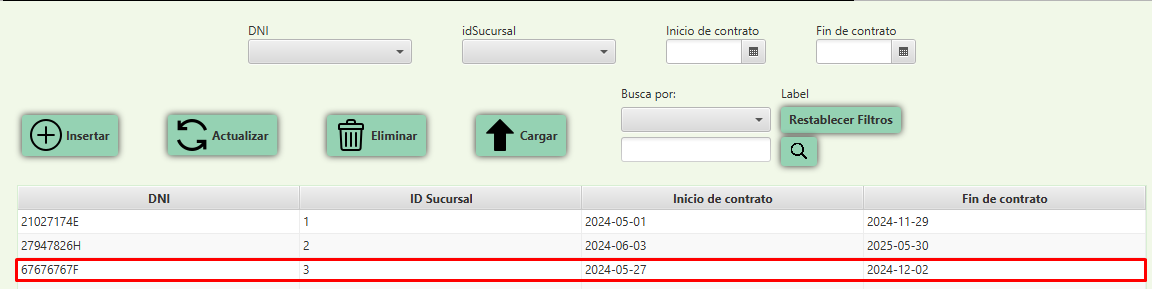 DNI idSucursal Inicio de contrato Fin de contrato
Busca por: Label
Insertar Actualizar Eliminar Cargar Restablecer Filtros
DNI ID Sucursal Inicio de contrato Fin de contrato
21027174E 1 2024-05-01 2024-11-29
27947826H 2 2024-06-03 2025-05-30
67676767F 3 2024-05-27 2024-12-02